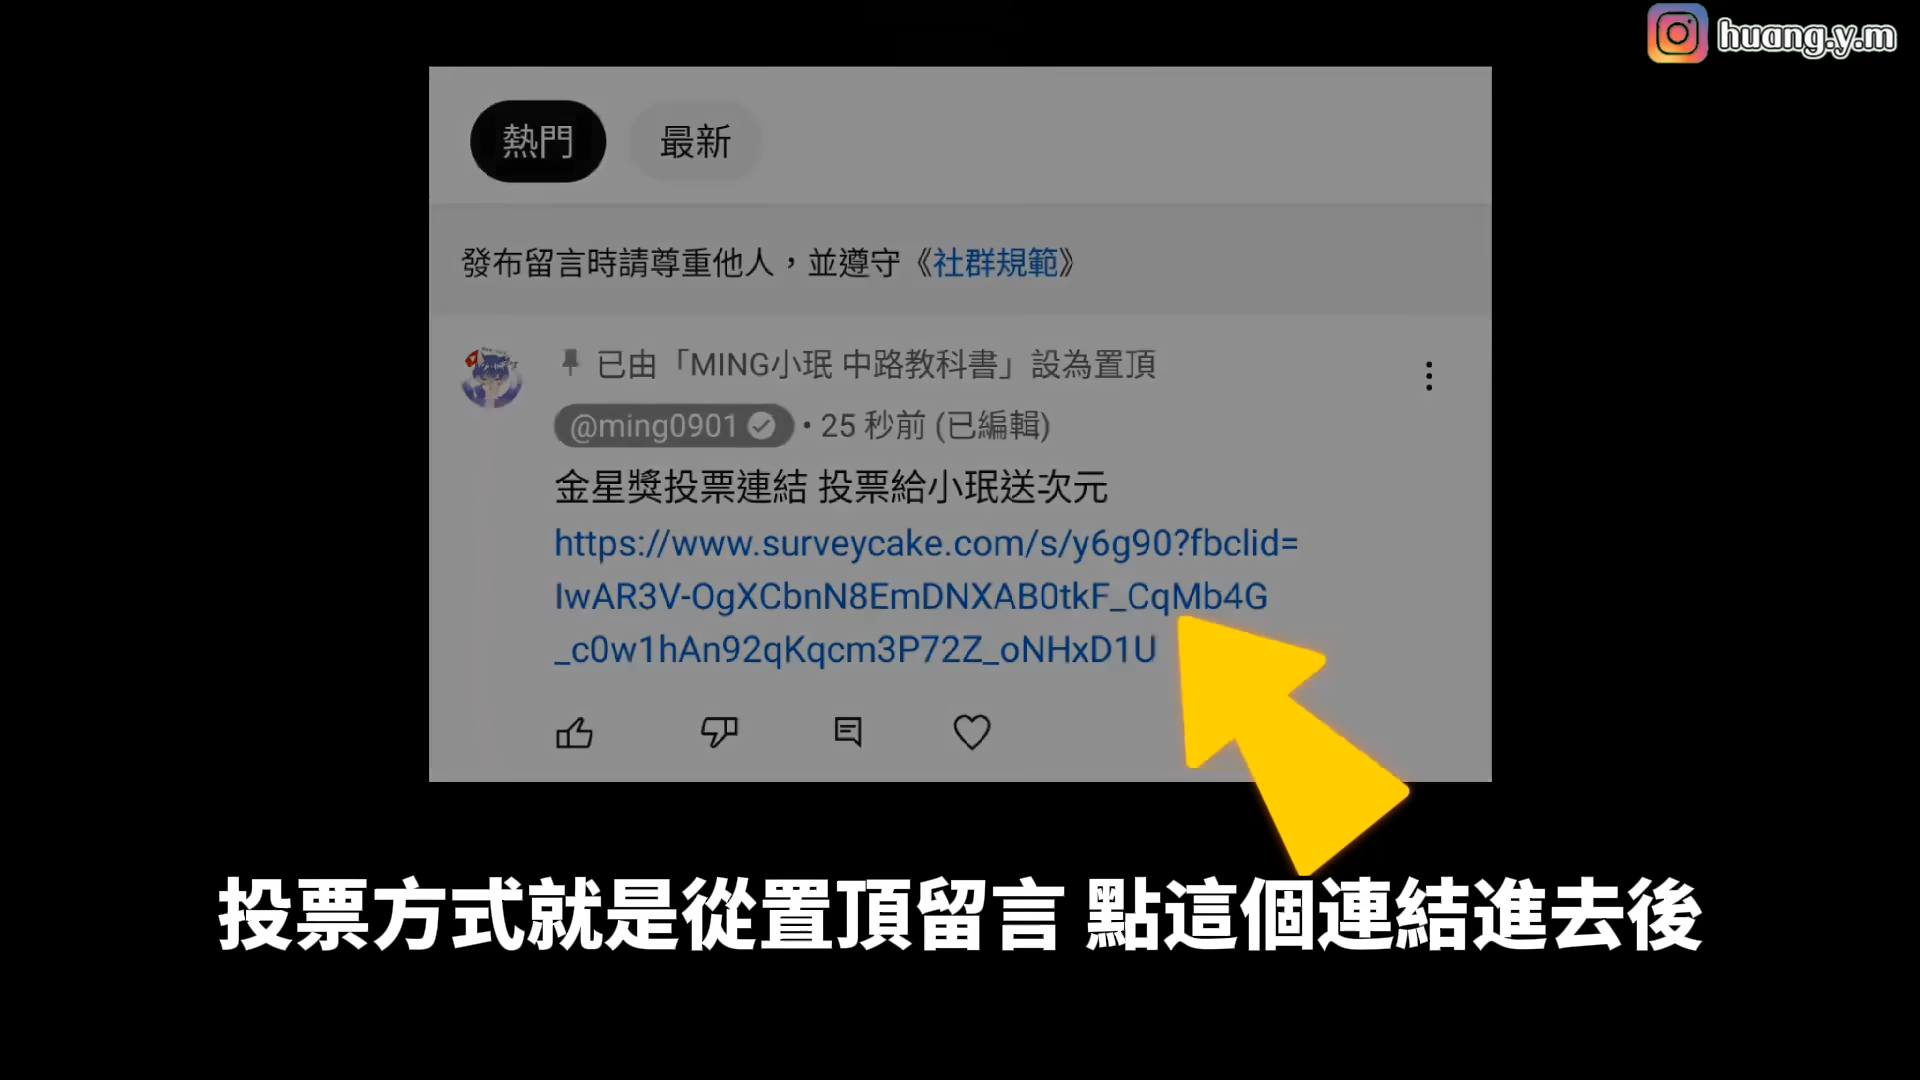 huang.y.m
熱門
最新
發布留言時請尊重他人，並遵守《社群規範》
已由「MING小珉 中路教科書」設為置頂
@ming0901 • 25 秒前 (已編輯)
金星獎投票連結 投票給小珉送次元
https://www.surveycake.com/s/y6g90?fbclid=
IwAR3V-OgXCbnN8EmDNXAB0tkF_CqMb4G
_c0w1hAn92qKqcm3P72Z_oNHxD1U
投票方式就是從置頂留言 點這個連結進去後